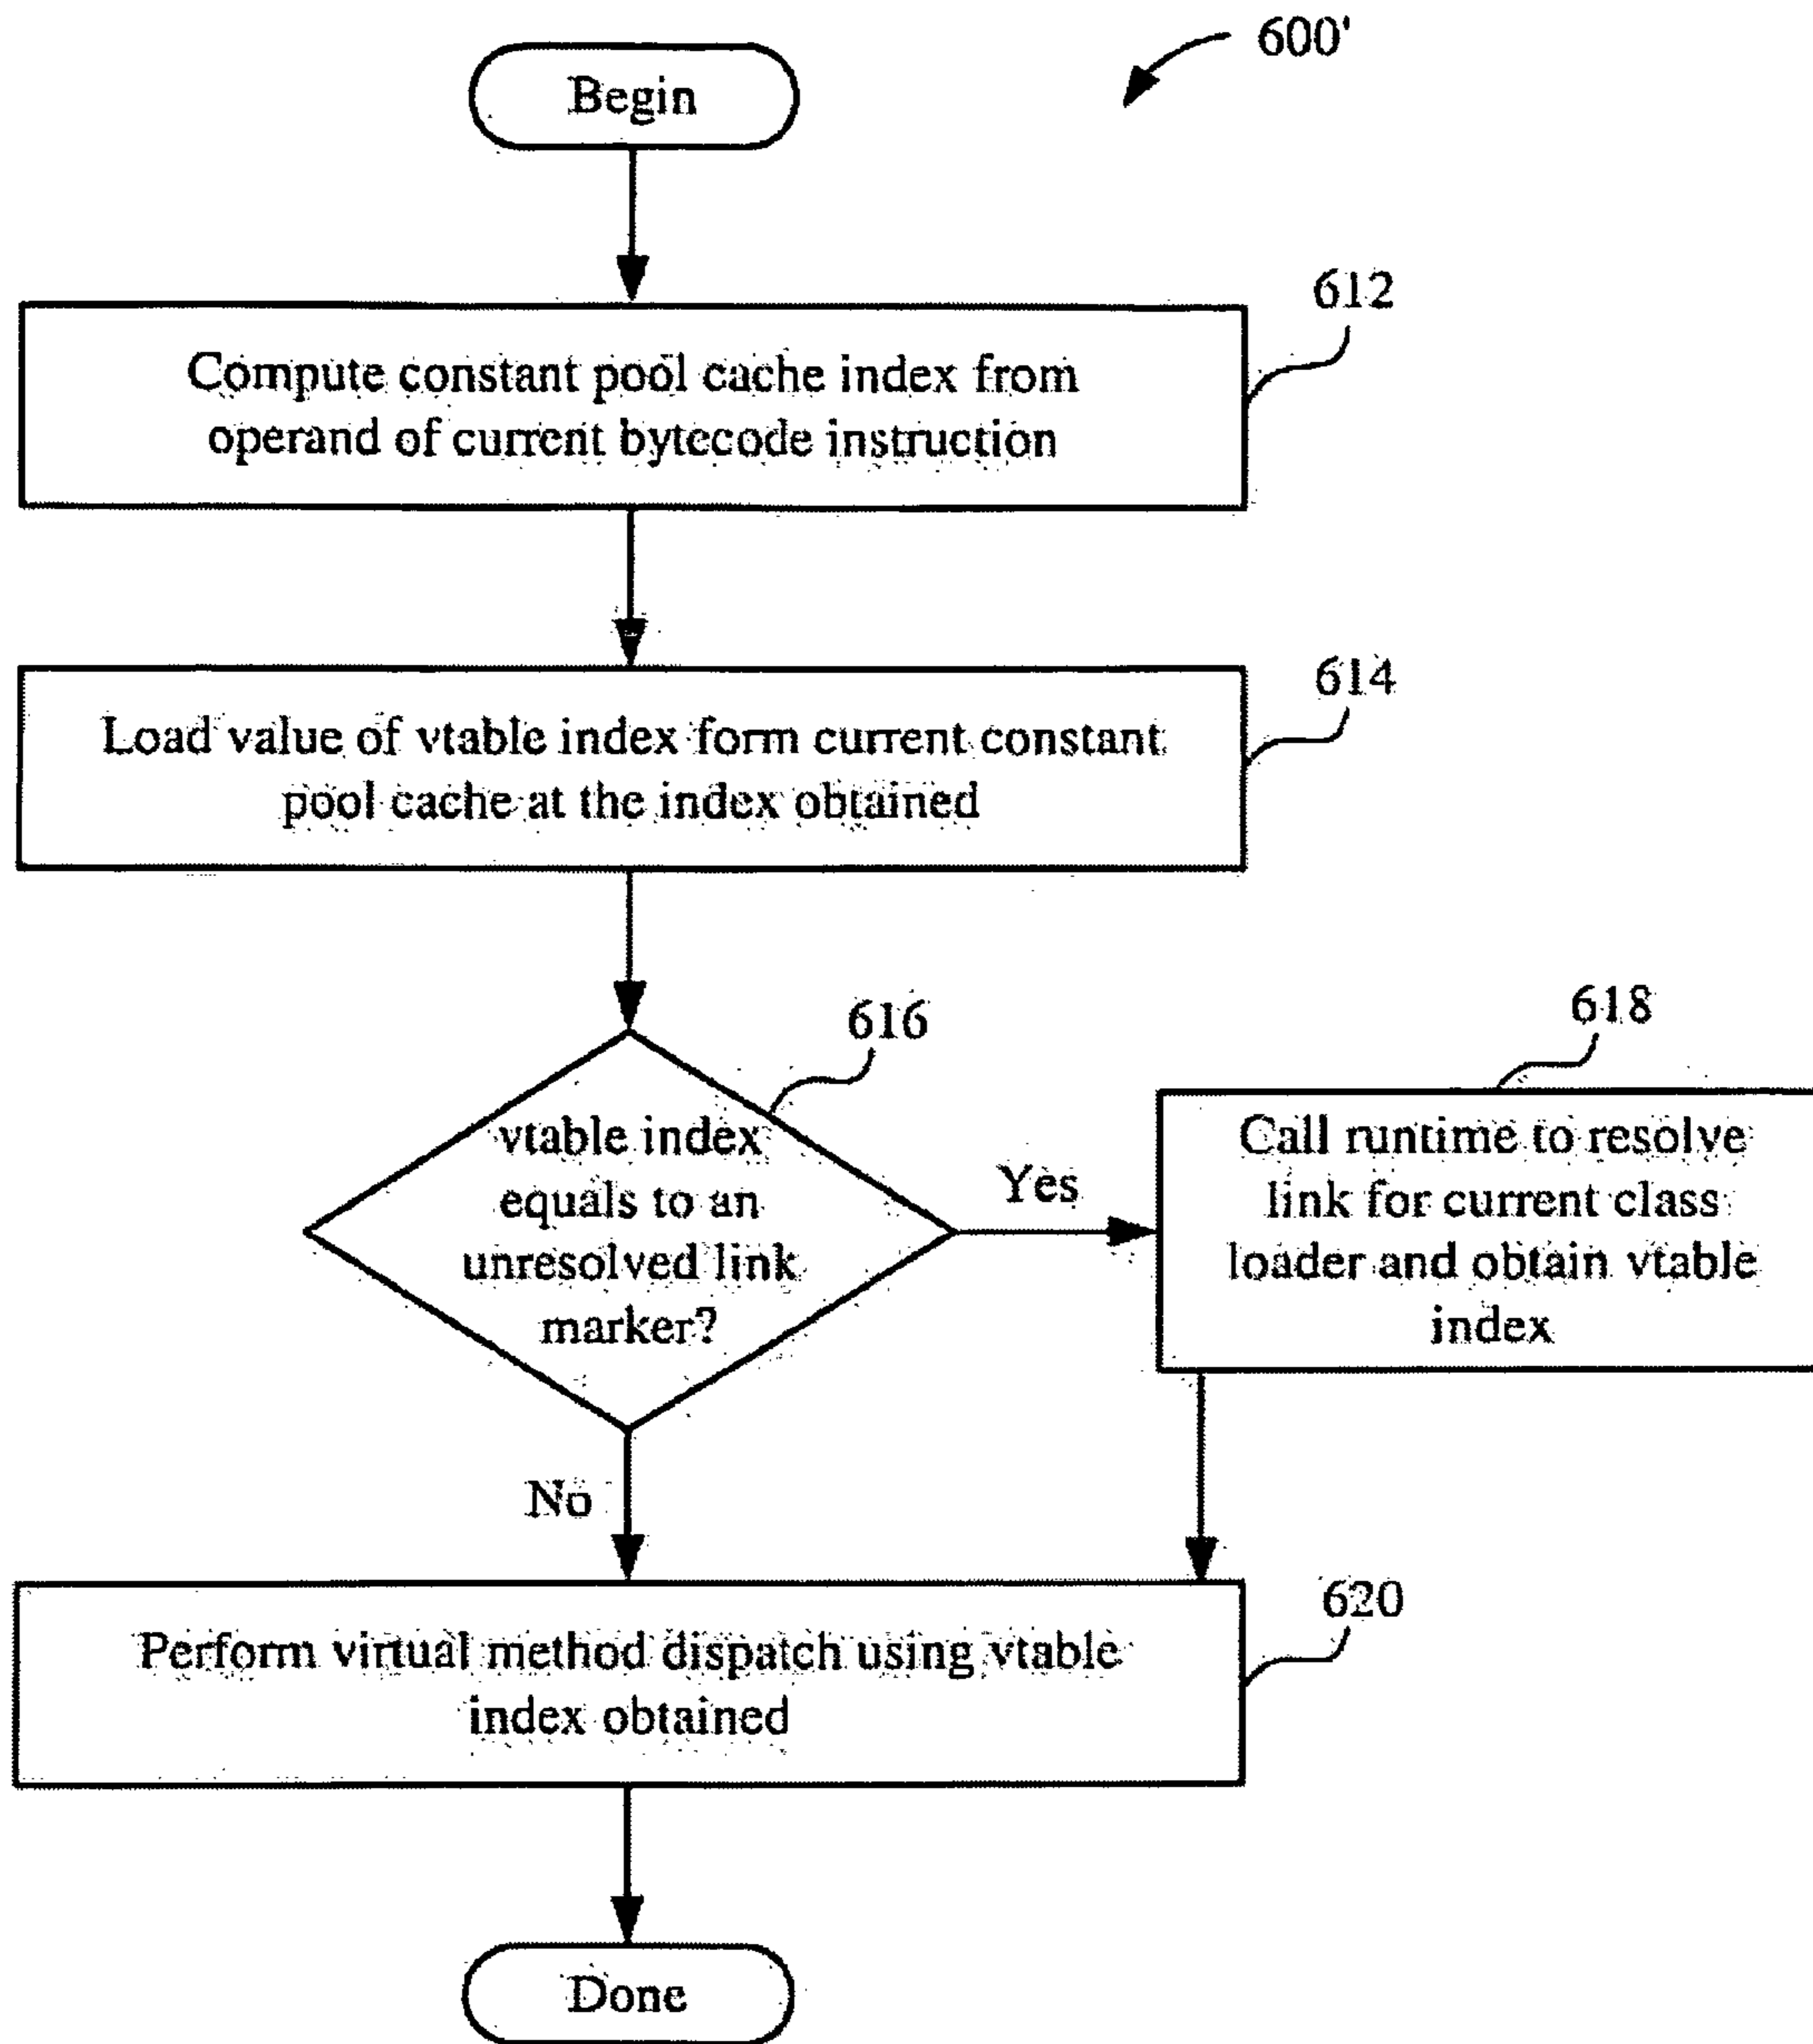 600'
Begin
612
Compute constant pool cache index from
operand of current bytecode instruction
614
Load value of vtable index form current constant
pool cache at the index obtained
616
vtable index
equals to an
unresolved link
marker?
Yes
618
Call runtime to resolve
link for current class
loader and obtain vtable
index
No
620
Perform virtual method dispatch using vtable
index obtained
Done